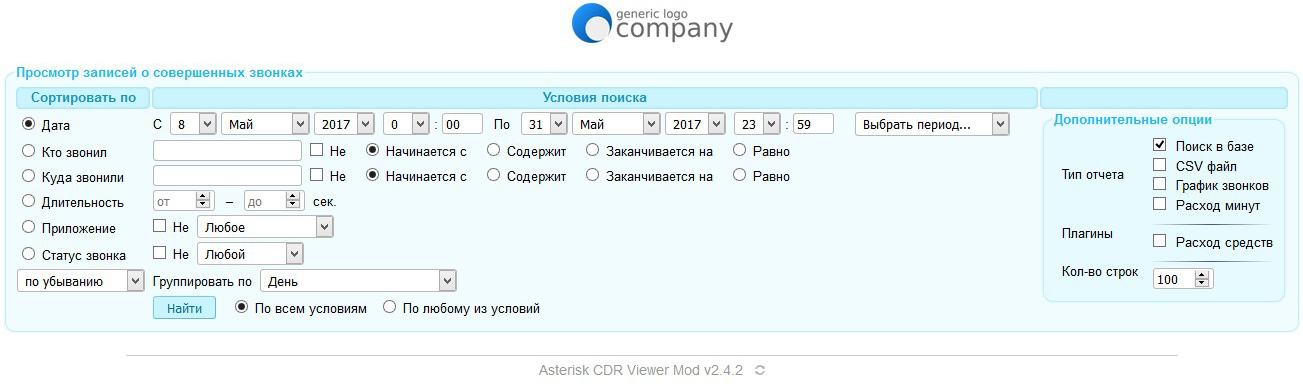 generic logo
company
Просмотр записей о совершенных звонках
Сортировать по Условия поиска
Дата С 8 Май 2017 0 : 00 По 31 Май 2017 23 : 59 Выбрать период...
Дополнительные опции
Кто звонил Не Начинается с Содержит Заканчивается на Равно
Куда звонили Не Начинается с Содержит Заканчивается на Равно
Длительность от – до сек.
Приложение Не Любое
Статус звонка Не Любой
по убыванию Группировать по День
Найти По всем условиям По любому из условий
Тип отчета
Поиск в базе
CSV файл
График звонков
Расход минут
Плагины
Расход средств
Кол-во строк 100
Asterisk CDR Viewer Mod v2.4.2